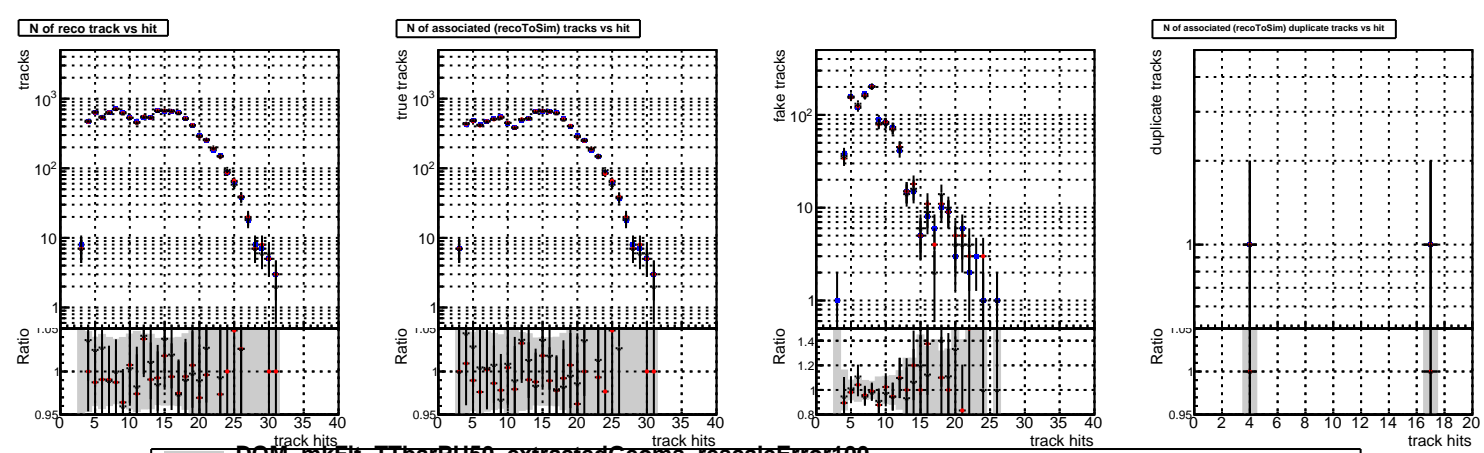 N of reco track vs hit
tracks
10³
10²
10
1
Ratio
1.05
1
0.95
0 5 10 15 20 25 30 35 40
track hits
N of associated (recoToSim) tracks vs hit
true tracks
10³
10²
10
1
Ratio
1.05
1
0.95
0 5 10 15 20 25 30 35 40
track hits
fake tracks
10²
10
1
Ratio
1.4
1.2
1
0.8
0 5 10 15 20 25 30 35 40
track hits
N of associated (recoToSim) duplicate tracks vs hit
duplicate tracks
1
Ratio
1.05
1
0.95
0 2 4 6 8 10 12 14 16 18 20
track hits
DQM_mkFit_TTbarPU50_extractedGeoms_rescaleError100